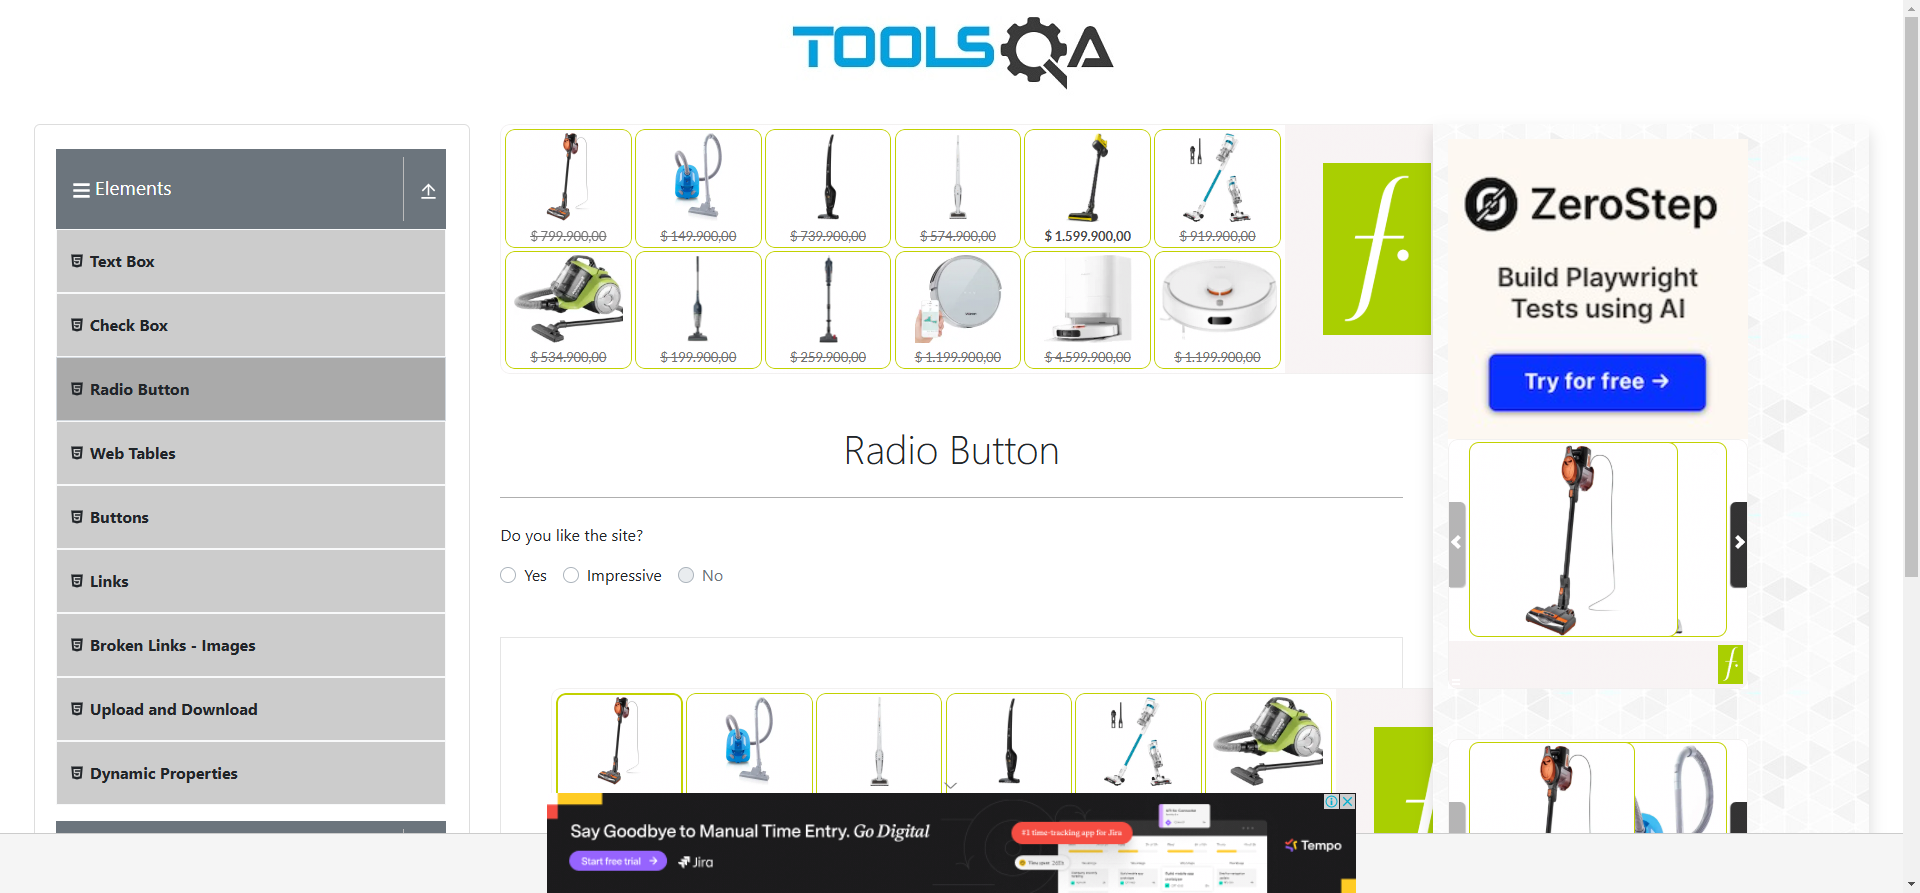 TOOLSQA
Elements
Text Box
Check Box
Radio Button
Web Tables
Buttons
Links
Broken Links - Images
Upload and Download
Dynamic Properties
$ 799.900,00
$ 149.900,00
$ 739.900,00
$ 574.900,00
$ 1.599.900,00
$ 919.900,00
$ 534.900,00
$ 199.900,00
$ 259.900,00
$ 1.199.900,00
$ 4.599.900,00
$ 1.199.900,00
f.
Radio Button
Do you like the site?
Yes
Impressive
No
ZeroStep
Build Playwright
Tests using AI
Try for free →
f.
Say Goodbye to Manual Time Entry. Go Digital
Start free trial →
Jira
#1 time-tracking app for Jira
Tempo